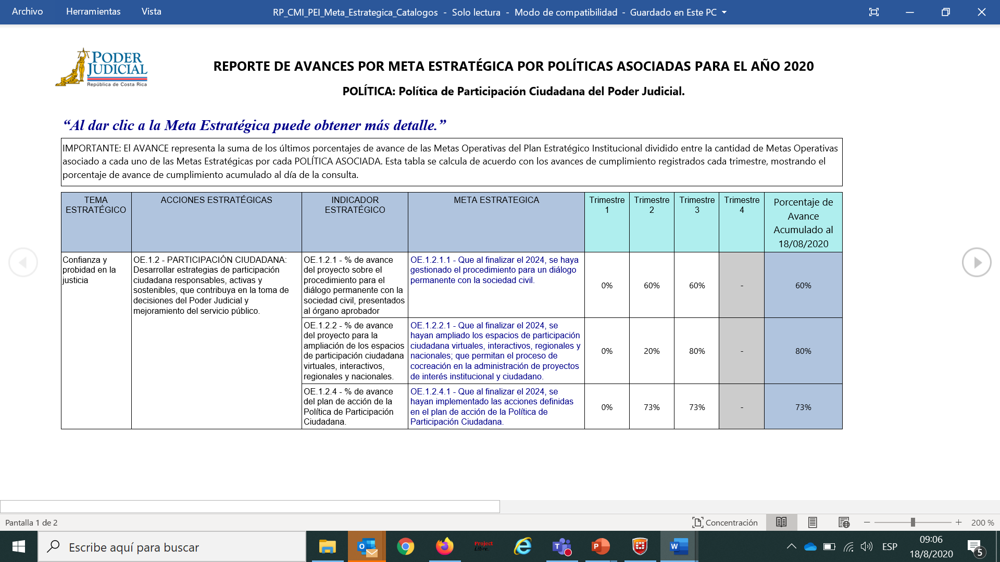 Archivo Herramientas Vista RP_CMI_PEI_Meta_Estrategica_Catalogos - Solo lectura - Modo de compatibilidad - Guardado en Este PC
PODER
JUDICIAL
República de Costa Rica
REPORTE DE AVANCES POR META ESTRATÉGICA POR POLÍTICAS ASOCIADAS PARA EL AÑO 2020
POLÍTICA: Política de Participación Ciudadana del Poder Judicial.
“Al dar clic a la Meta Estratégica puede obtener más detalle.”
IMPORTANTE: El AVANCE representa la suma de los últimos porcentajes de avance de las Metas Operativas del Plan Estratégico Institucional dividido entre la cantidad de Metas Operativas
asociado a cada uno de las Metas Estratégicas por cada POLÍTICA ASOCIADA. Esta tabla se calcula de acuerdo con los avances de cumplimiento registrados cada trimestre, mostrando el
porcentaje de avance de cumplimiento acumulado al día de la consulta.
TEMA
ESTRATÉGICO
ACCIONES ESTRATÉGICAS
INDICADOR
ESTRATÉGICO
META ESTRATEGICA
Trimestre
1
Trimestre
2
Trimestre
3
Trimestre
4
Porcentaje de
Avance
Acumulado al
18/08/2020
Confianza y
probidad en la
justicia
OE.1.2 - PARTICIPACIÓN CIUDADANA:
Desarrollar estrategias de participación
ciudadana responsables, activas y
sostenibles, que contribuya en la toma de
decisiones del Poder Judicial y
mejoramiento del servicio público.
OE.1.2.1 - % de avance
del proyecto sobre el
procedimiento para el
diálogo permanente con la
sociedad civil, presentados
al órgano aprobador
OE.1.2.1.1 - Que al finalizar el 2024, se haya
gestionado el procedimiento para un diálogo
permanente con la sociedad civil.
0% 60% 60% - 60%
OE.1.2.2 - % de avance
del proyecto para la
ampliación de los espacios
de participación ciudadana
virtuales, interactivos,
regionales y nacionales.
OE.1.2.2.1 - Que al finalizar el 2024, se
hayan ampliado los espacios de participación
ciudadana virtuales, interactivos, regionales y
nacionales; que permitan el proceso de
cocreación en la administración de proyectos
de interés institucional y ciudadano.
0% 20% 80% - 80%
OE.1.2.4 - % de avance
del plan de acción de la
Política de Participación
Ciudadana.
OE.1.2.4.1 - Que al finalizar el 2024, se
hayan implementado las acciones definidas
en el plan de acción de la Política de
Participación Ciudadana.
0% 73% 73% - 73%
Pantalla 1 de 2 Concentración 200 %
Escribe aquí para buscar
Project
Libre
ESP
09:06
18/8/2020
5